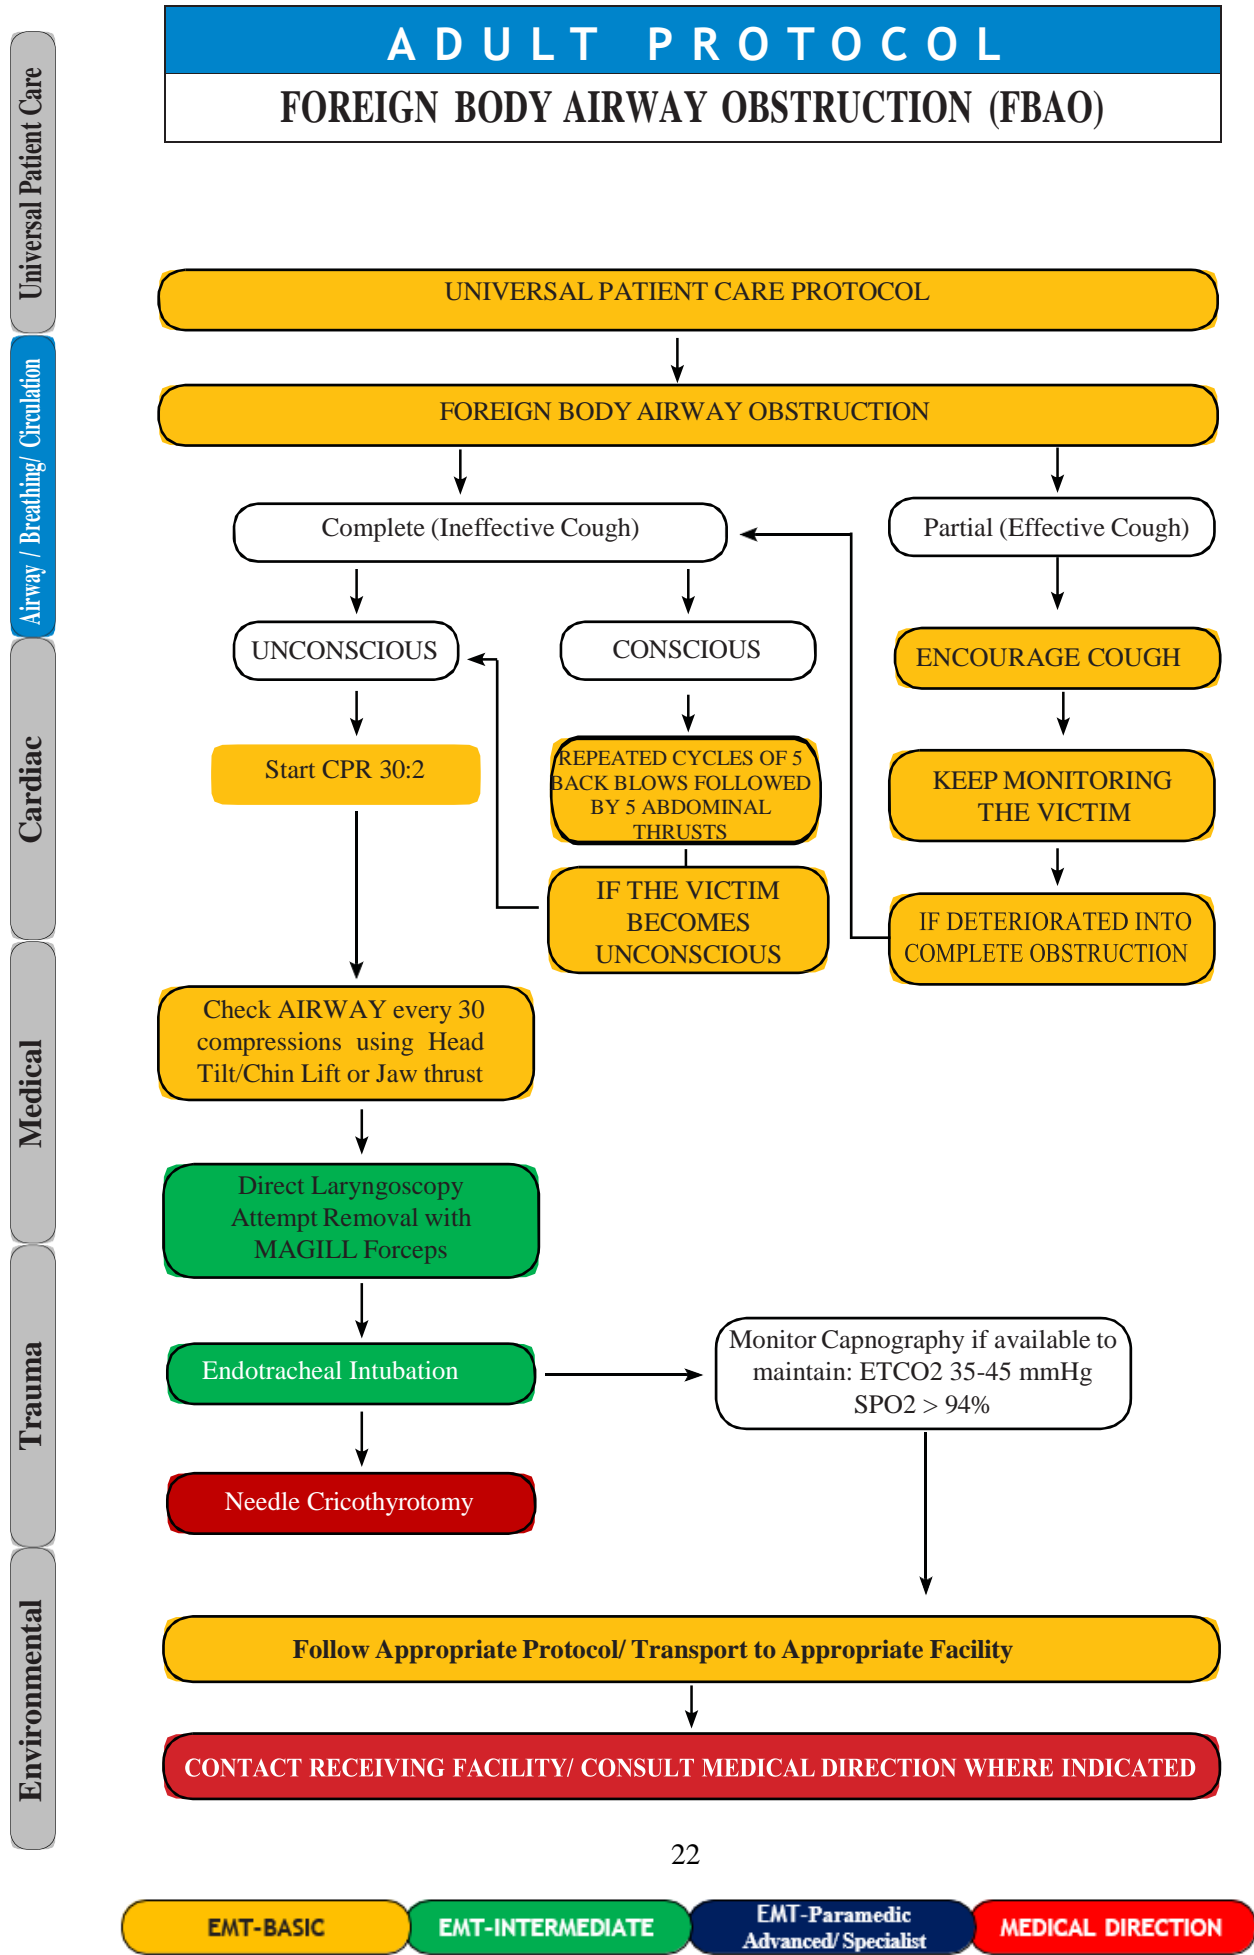 ADULT PROTOCOL
FOREIGN BODY AIRWAY OBSTRUCTION (FBAO)
Universal Patient Care
Airway / Breathing/ Circulation
Cardiac
Medical
Trauma
Environmental
UNIVERSAL PATIENT CARE PROTOCOL
FOREIGN BODY AIRWAY OBSTRUCTION
Complete (Ineffective Cough)
Partial (Effective Cough)
UNCONSCIOUS
CONSCIOUS
ENCOURAGE COUGH
Start CPR 30:2
REPEATED CYCLES OF 5
BACK BLOWS FOLLOWED
BY 5 ABDOMINAL
THRUSTS
KEEP MONITORING
THE VICTIM
IF THE VICTIM
BECOMES
UNCONSCIOUS
IF DETERIORATED INTO
COMPLETE OBSTRUCTION
Check AIRWAY every 30
compressions using Head
Tilt/Chin Lift or Jaw thrust
Direct Laryngoscopy
Attempt Removal with
MAGILL Forceps
Endotracheal Intubation
Monitor Capnography if available to
maintain: ETCO2 35-45 mmHg
SPO2 > 94%
Needle Cricothyrotomy
Follow Appropriate Protocol/ Transport to Appropriate Facility
CONTACT RECEIVING FACILITY/ CONSULT MEDICAL DIRECTION WHERE INDICATED
22
EMT-BASIC
EMT-INTERMEDIATE
EMT-Paramedic
Advanced/ Specialist
MEDICAL DIRECTION